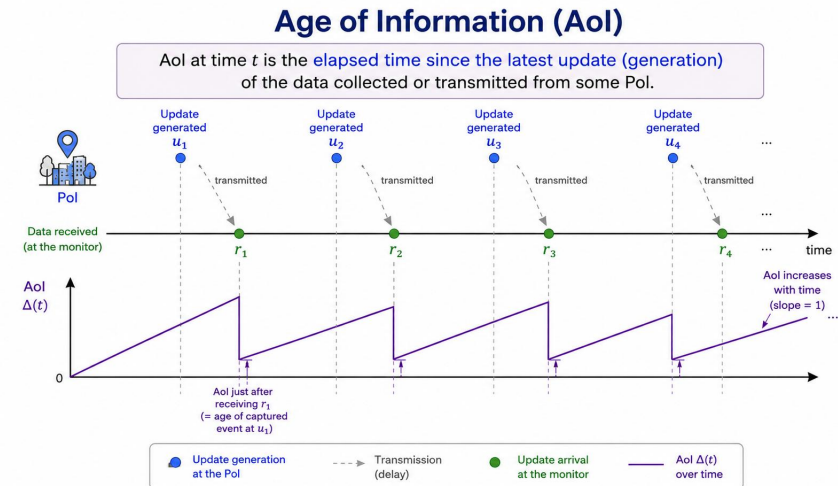 Age of Information (AoI)
AoI at time t is the elapsed time since the latest update (generation)
of the data collected or transmitted from some PoI.
Update
generated
u₁
Update
generated
u₂
Update
generated
u₃
Update
generated
u₄
...
PoI
transmitted
transmitted
transmitted
transmitted
...
Data received
(at the monitor)
r₁
r₂
r₃
r₄
...
time
AoI
Δ(t)
AoI increases
with time
(slope = 1)
...
0
AoI just after
receiving r₁
(= age of captured
event at u₁)
Update generation
at the PoI
Transmission
(delay)
Update arrival
at the monitor
AoI Δ(t)
over time